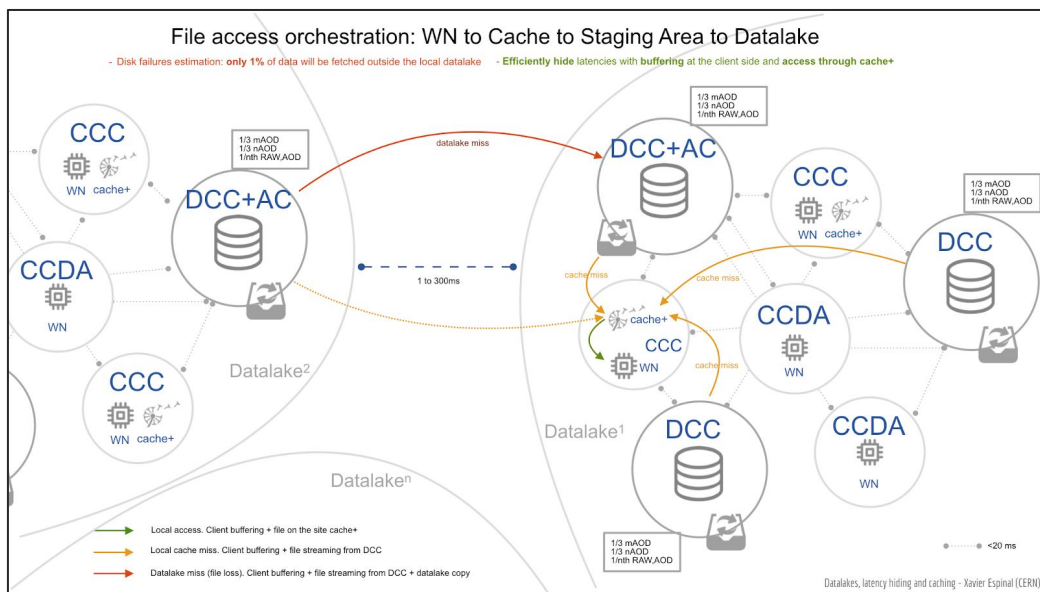 File access orchestration: WN to Cache to Staging Area to Datalake
- Disk failures estimation: only 1% of data will be fetched outside the local datalake
- Efficiently hide latencies with buffering at the client side and access through cache+
CCC
WN cache+
1/3 mAOD
1/3 nAOD
1/nth RAW,AOD
DCC+AC
CCDA
WN
CCC
WN cache+
Datalake2
Datalaken
datalake miss
1 to 300ms
1/3 mAOD
1/3 nAOD
1/nth RAW,AOD
DCC+AC
CCC
WN cache+
1/3 mAOD
1/3 nAOD
1/nth RAW,AOD
DCC
cache miss
cache miss
cache+
CCC
WN
cache miss
CCDA
WN
Datalake1
DCC
CCDA
WN
1/3 mAOD
1/3 nAOD
1/nth RAW,AOD
Local access. Client buffering + file on the site cache+
Local cache miss. Client buffering + file streaming from DCC
Datalake miss (file loss). Client buffering + file streaming from DCC + datalake copy
<20 ms
Datalakes, latency hiding and caching - Xavier Espinal (CERN)